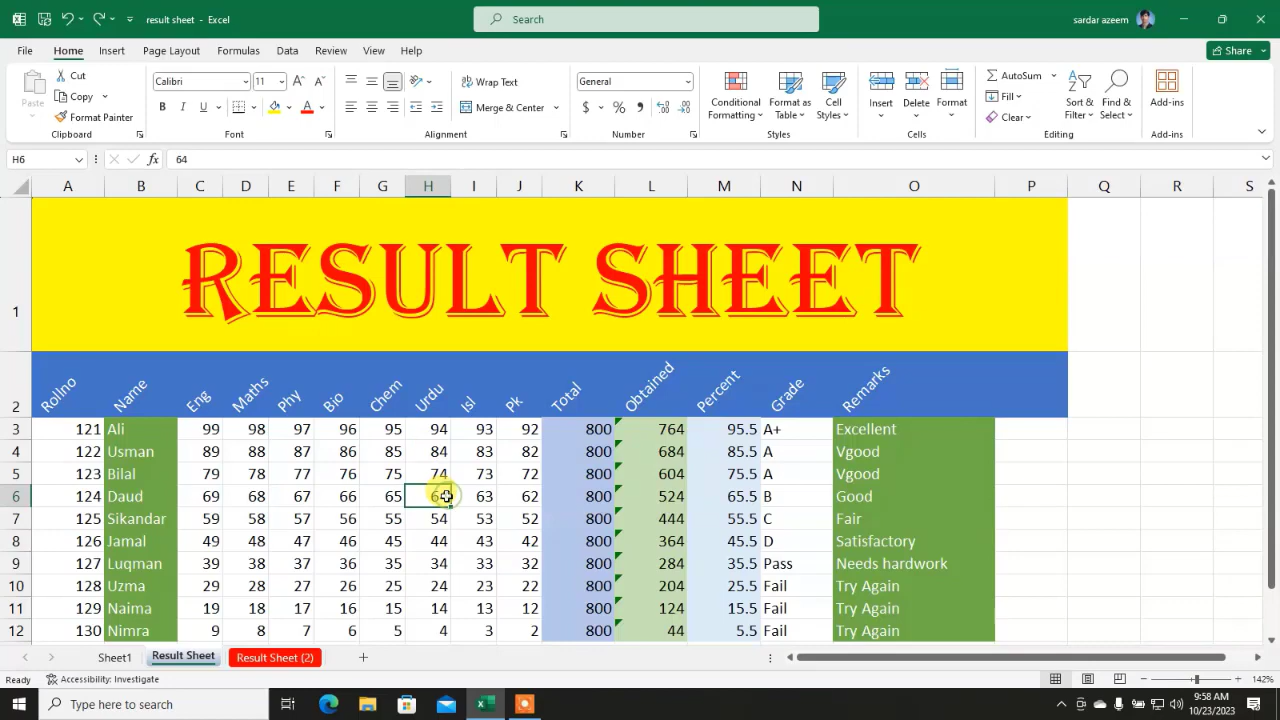 result sheet - Excel
Search
sardar azeem
File Home Insert Page Layout Formulas Data Review View Help
Share
Paste
Cut
Copy
Format Painter
Clipboard
Calibri 11
B I U A
Font
Wrap Text
Merge & Center
Alignment
General
$ % ,
Number
Conditional Formatting
Format as Table
Cell Styles
Styles
Insert Delete Format
Cells
AutoSum
Fill
Clear
Sort & Filter
Find & Select
Editing
Add-ins
Add-ins
H6 fx 64
A B C D E F G H I J K L M N O P Q R S
1 RESULT SHEET
2 Rollno Name Eng Maths Phy Bio Chem Urdu Isl Pk Total Obtained Percent Grade Remarks
3 121 Ali 99 98 97 96 95 94 93 92 800 764 95.5 A+ Excellent
4 122 Usman 89 88 87 86 85 84 83 82 800 684 85.5 A Vgood
5 123 Bilal 79 78 77 76 75 74 73 72 800 604 75.5 A Vgood
6 124 Daud 69 68 67 66 65 64 63 62 800 524 65.5 B Good
7 125 Sikandar 59 58 57 56 55 54 53 52 800 444 55.5 C Fair
8 126 Jamal 49 48 47 46 45 44 43 42 800 364 45.5 D Satisfactory
9 127 Luqman 39 38 37 36 35 34 33 32 800 284 35.5 Pass Needs hardwork
10 128 Uzma 29 28 27 26 25 24 23 22 800 204 25.5 Fail Try Again
11 129 Naima 19 18 17 16 15 14 13 12 800 124 15.5 Fail Try Again
12 130 Nimra 9 8 7 6 5 4 3 2 800 44 5.5 Fail Try Again
Sheet1 Result Sheet Result Sheet (2)
Ready Accessibility: Investigate 142%
Type here to search
9:58 AM
10/23/2023